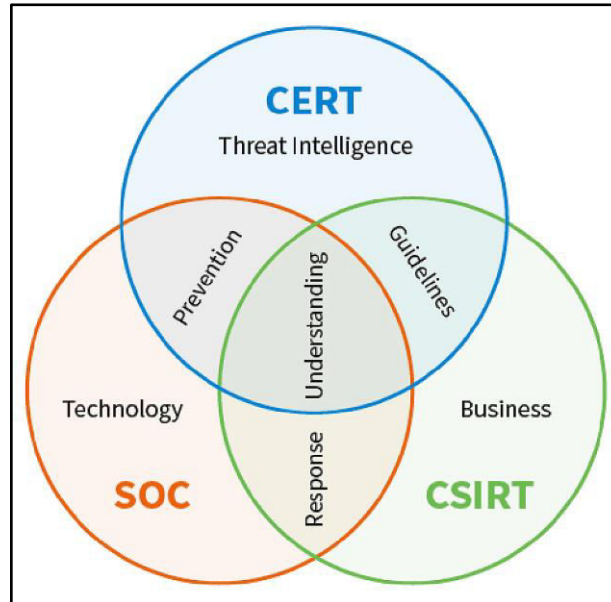 CERT
Threat Intelligence
Prevention
Understanding
Guidelines
Technology
Business
SOC
Response
CSIRT